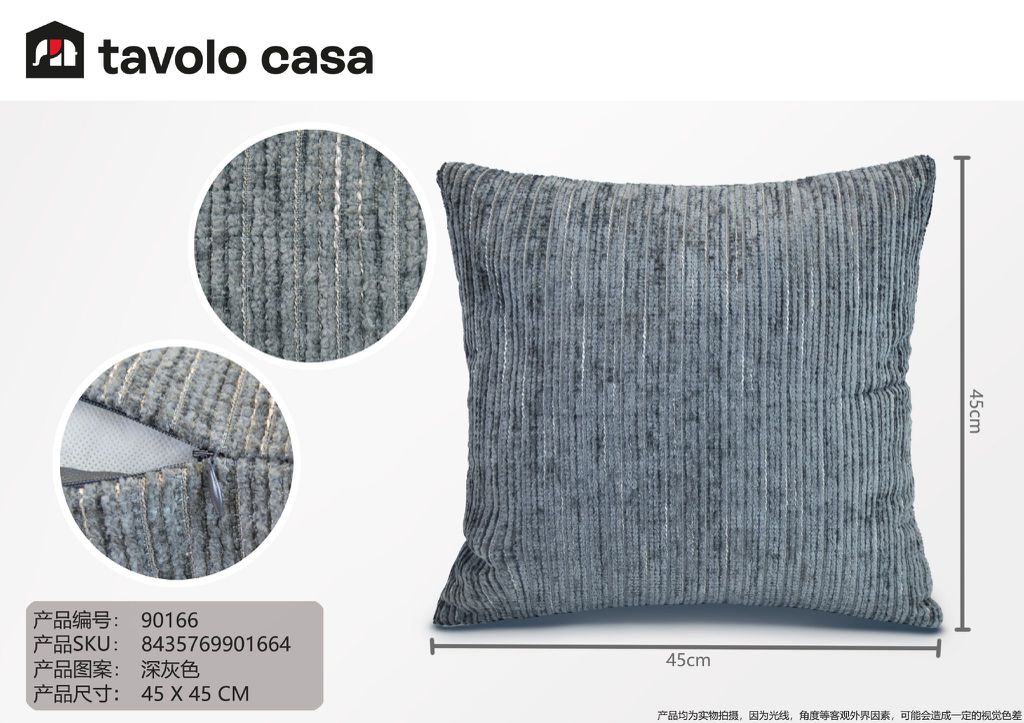 tavolo casa
45cm
45cm
产品编号： 90166
产品SKU： 8435769901664
产品图案： 深灰色
产品尺寸： 45 X 45 CM
产品均为实物拍摄，因为光线，角度等客观外界因素，可能会造成一定的视觉色差